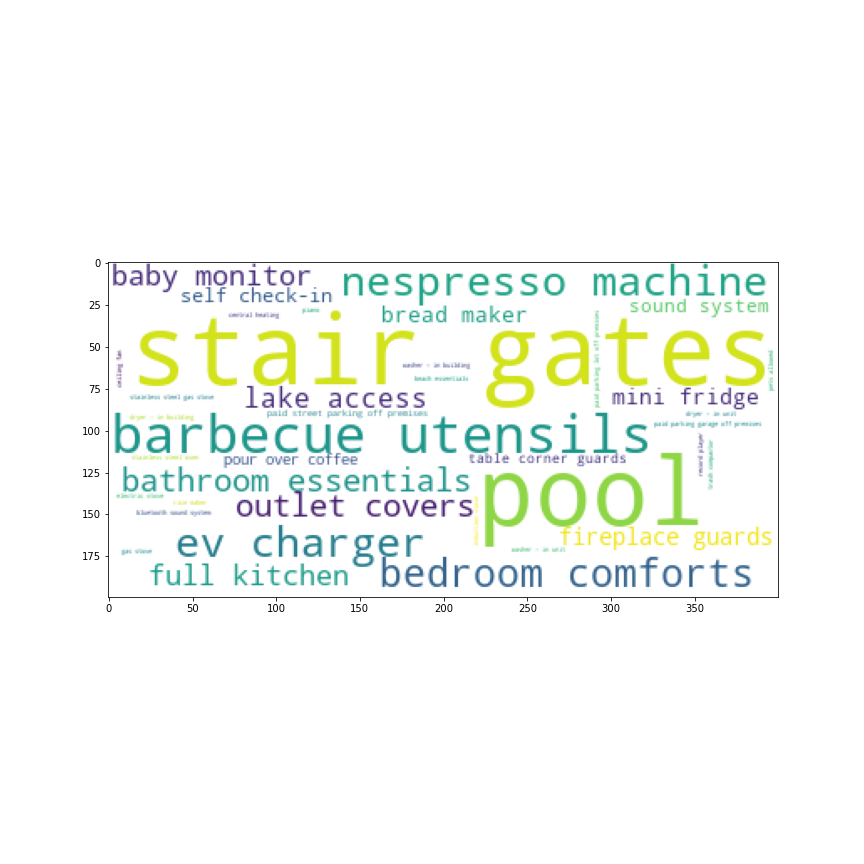 0
25
50
75
100
125
150
175
baby monitor
nespresso machine
self check-in
sound system
central heating
piano
bread maker
stair gates
paid parking lot off premises
ceiling fan
washer - in building
pets allowed
beach essentials
lake access
mini fridge
stainless steel gas stove
paid street parking off premises
dryer - in unit
dryer - in building
barbecue utensils
paid parking garage off premises
record player
trash compactor
stainless steel oven
pour over coffee
table corner guards
bathroom essentials
pool
electric stove
rice maker
outlet covers
bluetooth sound system
ev charger
fireplace guards
gas stove
washer - in unit
full kitchen
bedroom comforts
0 50 100 150 200 250 300 350